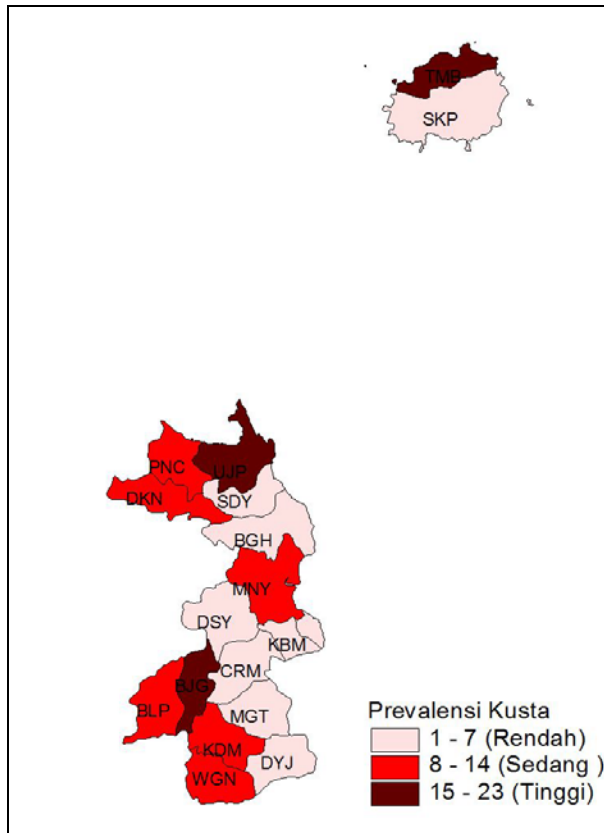 TMB
SKP
PNC
UJP
DKN
SDY
BGH
MNY
DSY
KBM
CRM
BJG
BLP
MGT
KDM
DYJ
WGN
Prevalensi Kusta
1 - 7 (Rendah)
8 - 14 (Sedang )
15 - 23 (Tinggi)